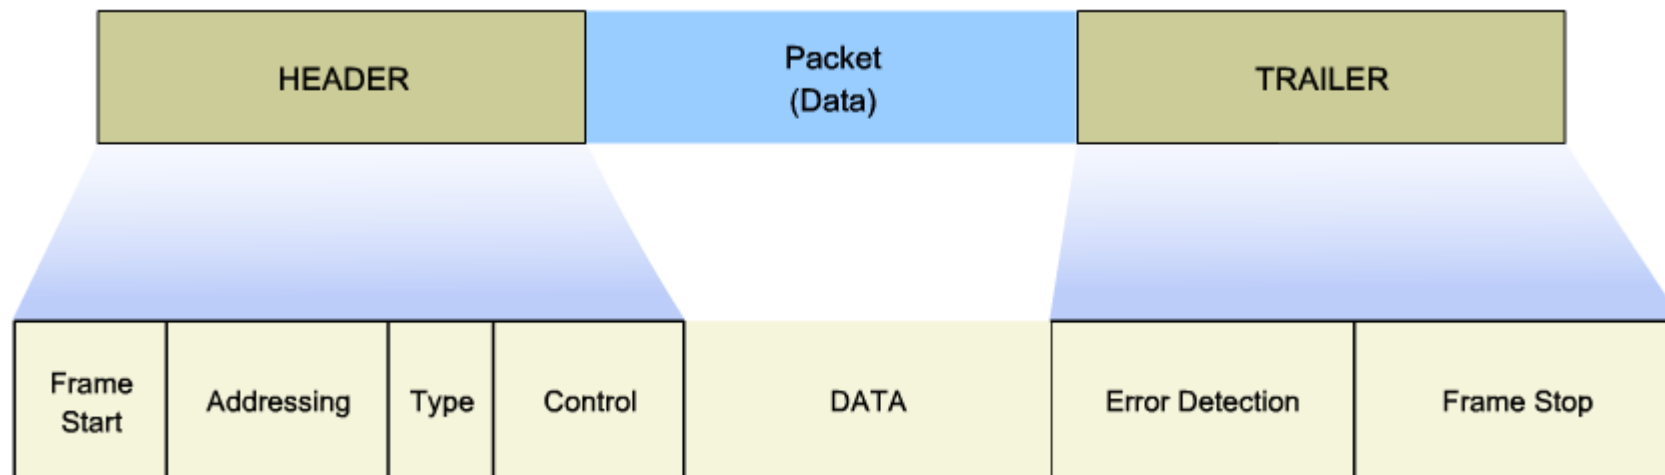 HEADER
Packet
(Data)
TRAILER
Frame
Start
Addressing
Type
Control
DATA
Error Detection
Frame Stop